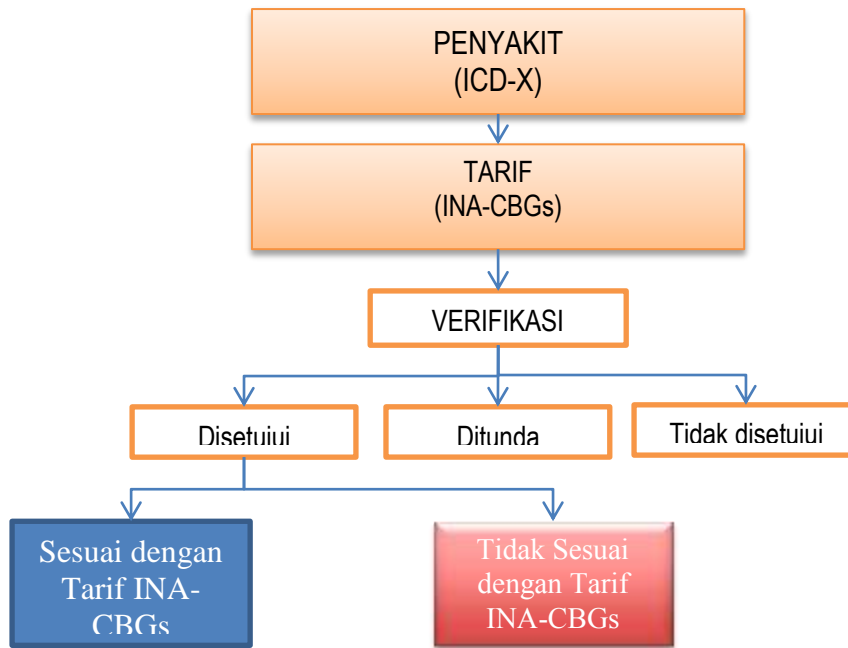 PENYAKIT
(ICD-X)
TARIF
(INA-CBGs)
VERIFIKASI
Disetujui
Ditunda
Tidak disetujui
Sesuai dengan
Tarif INA-
CBGs
Tidak Sesuai
dengan Tarif
INA-CBGs